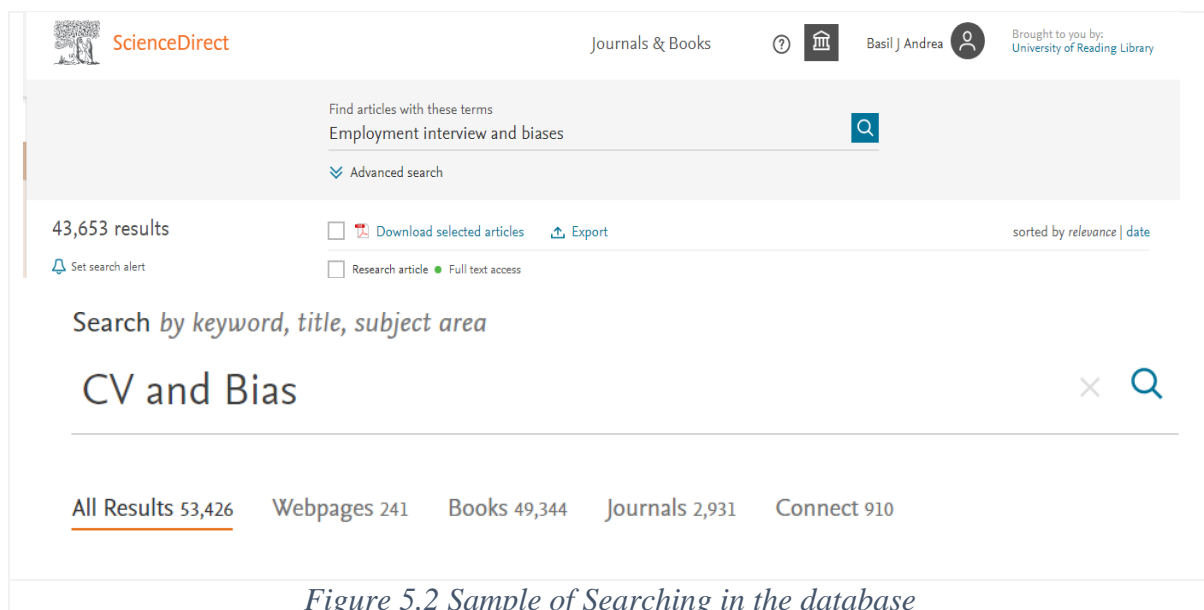 ScienceDirect Journals & Books ? Basil J Andrea Brought to you by:
University of Reading Library
Find articles with these terms
Employment interview and biases
Advanced search
43,653 results Download selected articles Export sorted by relevance | date
Set search alert Research article Full text access
Search by keyword, title, subject area
CV and Bias
All Results 53,426 Webpages 241 Books 49,344 Journals 2,931 Connect 910
Figure 5.2 Sample of Searching in the database